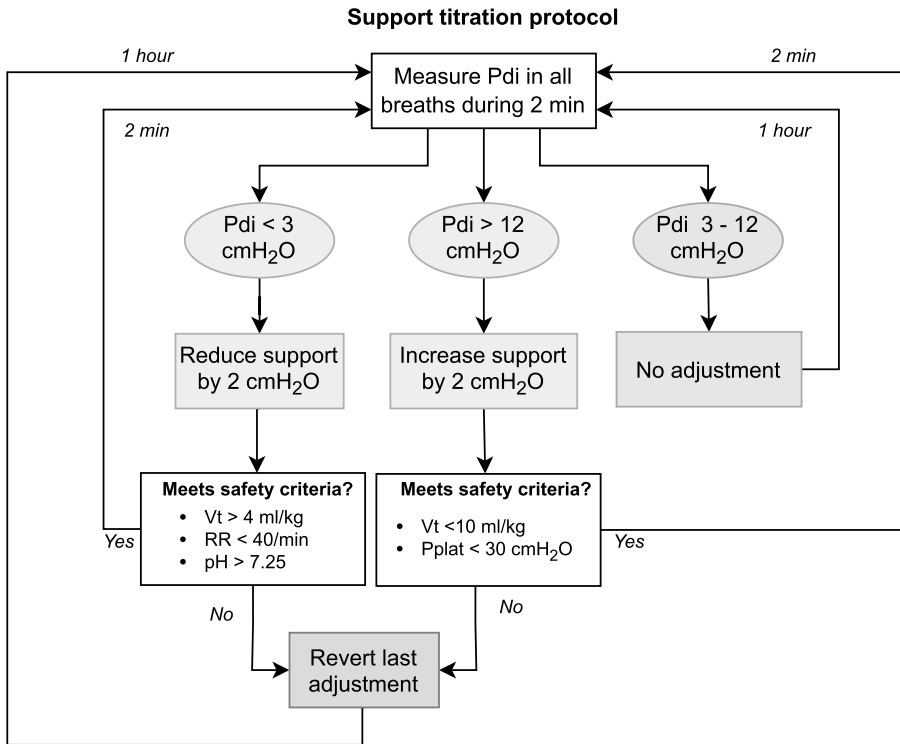 Support titration protocol
1 hour
2 min
Measure Pdi in all
breaths during 2 min
2 min
1 hour
Pdi < 3
cmH₂O
Pdi > 12
cmH₂O
Pdi 3 - 12
cmH₂O
Reduce support
by 2 cmH₂O
Increase support
by 2 cmH₂O
No adjustment
Meets safety criteria?
• Vt > 4 ml/kg
• RR < 40/min
• pH > 7.25
Yes
Meets safety criteria?
• Vt <10 ml/kg
• Pplat < 30 cmH₂O
Yes
No
No
Revert last
adjustment